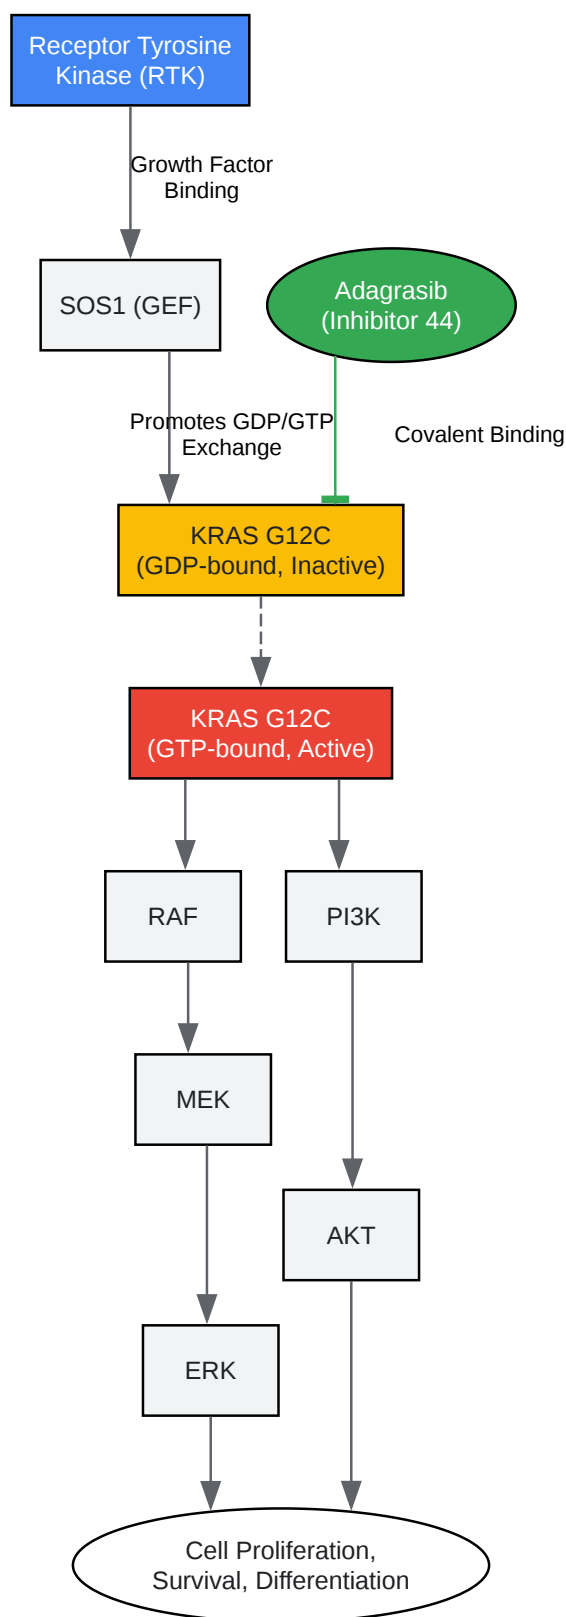 Receptor Tyrosine
Kinase (RTK)
Growth Factor
Binding
SOS1 (GEF)
Adagrasib
(Inhibitor 44)
Promotes GDP/GTP
Exchange
Covalent Binding
KRAS G12C
(GDP-bound, Inactive)
KRAS G12C
(GTP-bound, Active)
RAF
PI3K
MEK
AKT
ERK
Cell Proliferation,
Survival, Differentiation